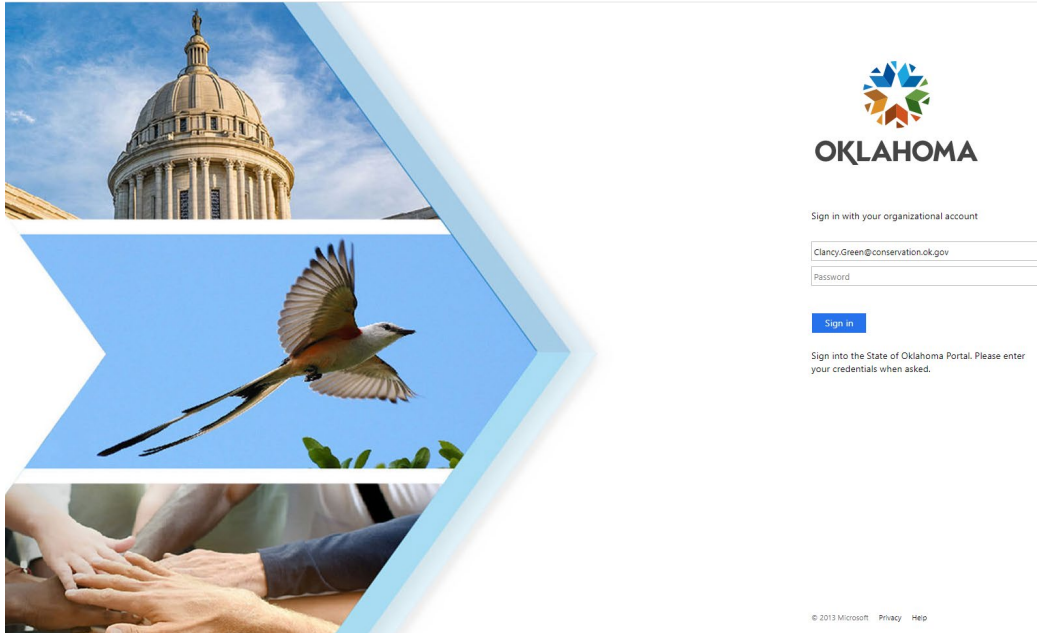 OKLAHOMA
Sign in with your organizational account
Clancy.Green@conservation.ok.gov
Password
Sign in
Sign into the State of Oklahoma Portal. Please enter
your credentials when asked.
© 2013 Microsoft Privacy Help